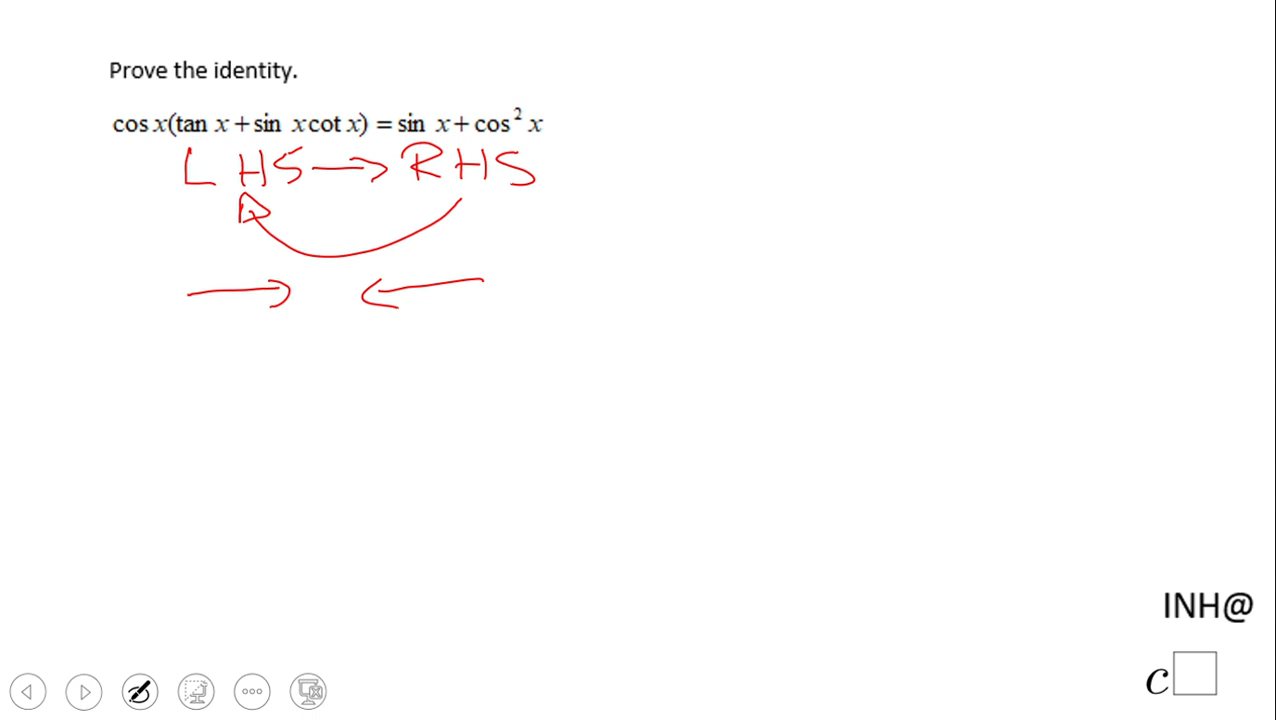 Prove the identity.
cos x(tan x + sin x cot x) = sin x + cos² x
LHS → RHS
INH@
c